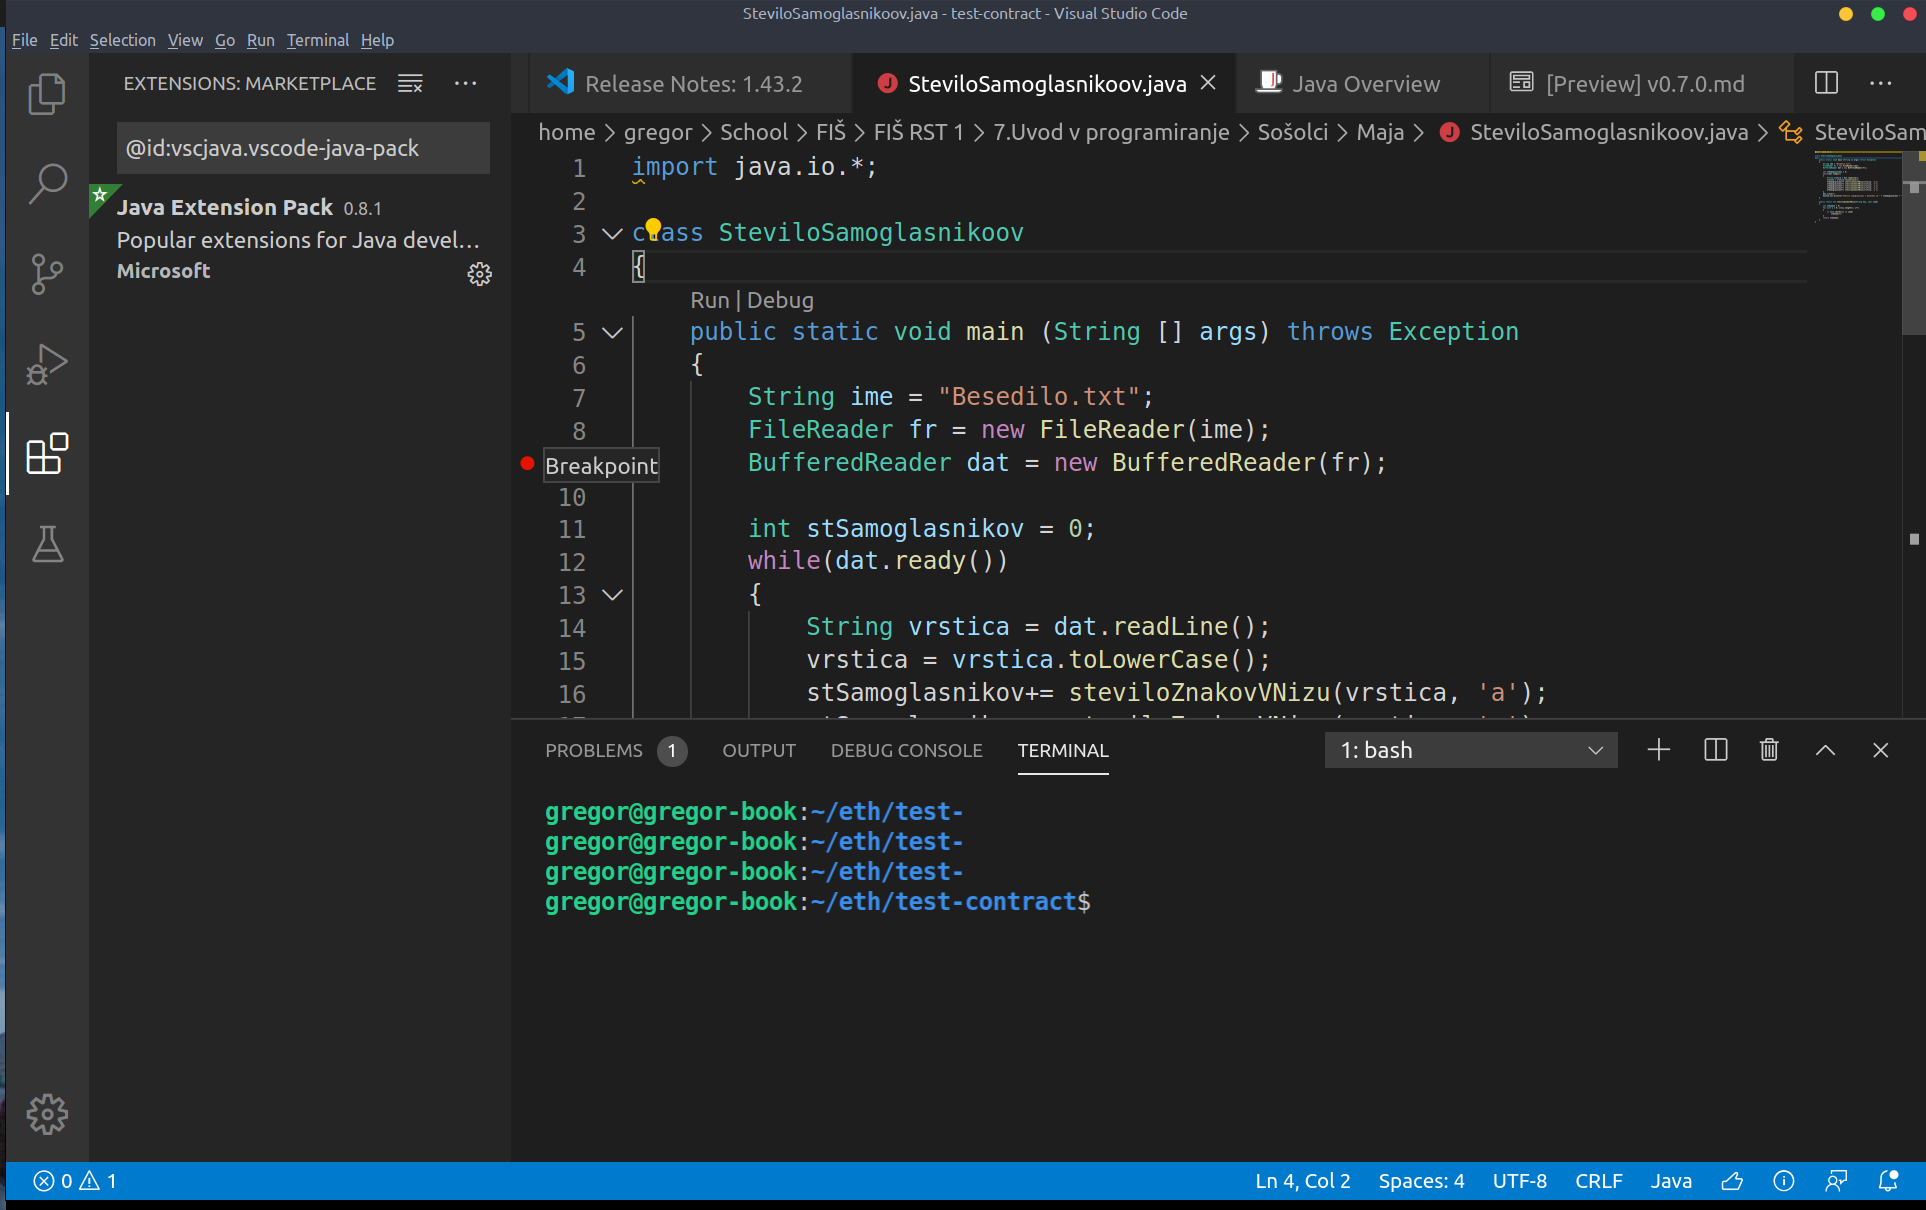 SteviloSamoglasnikoov.java - test-contract - Visual Studio Code
File Edit Selection View Go Run Terminal Help
EXTENSIONS: MARKETPLACE
@id:vscjava.vscode-java-pack
Java Extension Pack 0.8.1
Popular extensions for Java devel...
Microsoft
Release Notes: 1.43.2
SteviloSamoglasnikoov.java
Java Overview
[Preview] v0.7.0.md
home > gregor > School > FIŠ > FIŠ RST 1 > 7.Uvod v programiranje > Sošolci > Maja > SteviloSamoglasnikoov.java > SteviloSam
1 import java.io.*;
2
3 class SteviloSamoglasnikoov
4 {
Run | Debug
5 public static void main (String [] args) throws Exception
6 {
7 String ime = "Besedilo.txt";
8 FileReader fr = new FileReader(ime);
Breakpoint BufferedReader dat = new BufferedReader(fr);
10
11 int stSamoglasnikov = 0;
12 while(dat.ready())
13 {
14 String vrstica = dat.readLine();
15 vrstica = vrstica.toLowerCase();
16 stSamoglasnikov+= steviloZnakovVNizu(vrstica, 'a');
PROBLEMS 1 OUTPUT DEBUG CONSOLE TERMINAL 1: bash
gregor@gregor-book:~/eth/test-
gregor@gregor-book:~/eth/test-
gregor@gregor-book:~/eth/test-
gregor@gregor-book:~/eth/test-contract$
0 1 Ln 4, Col 2 Spaces: 4 UTF-8 CRLF Java